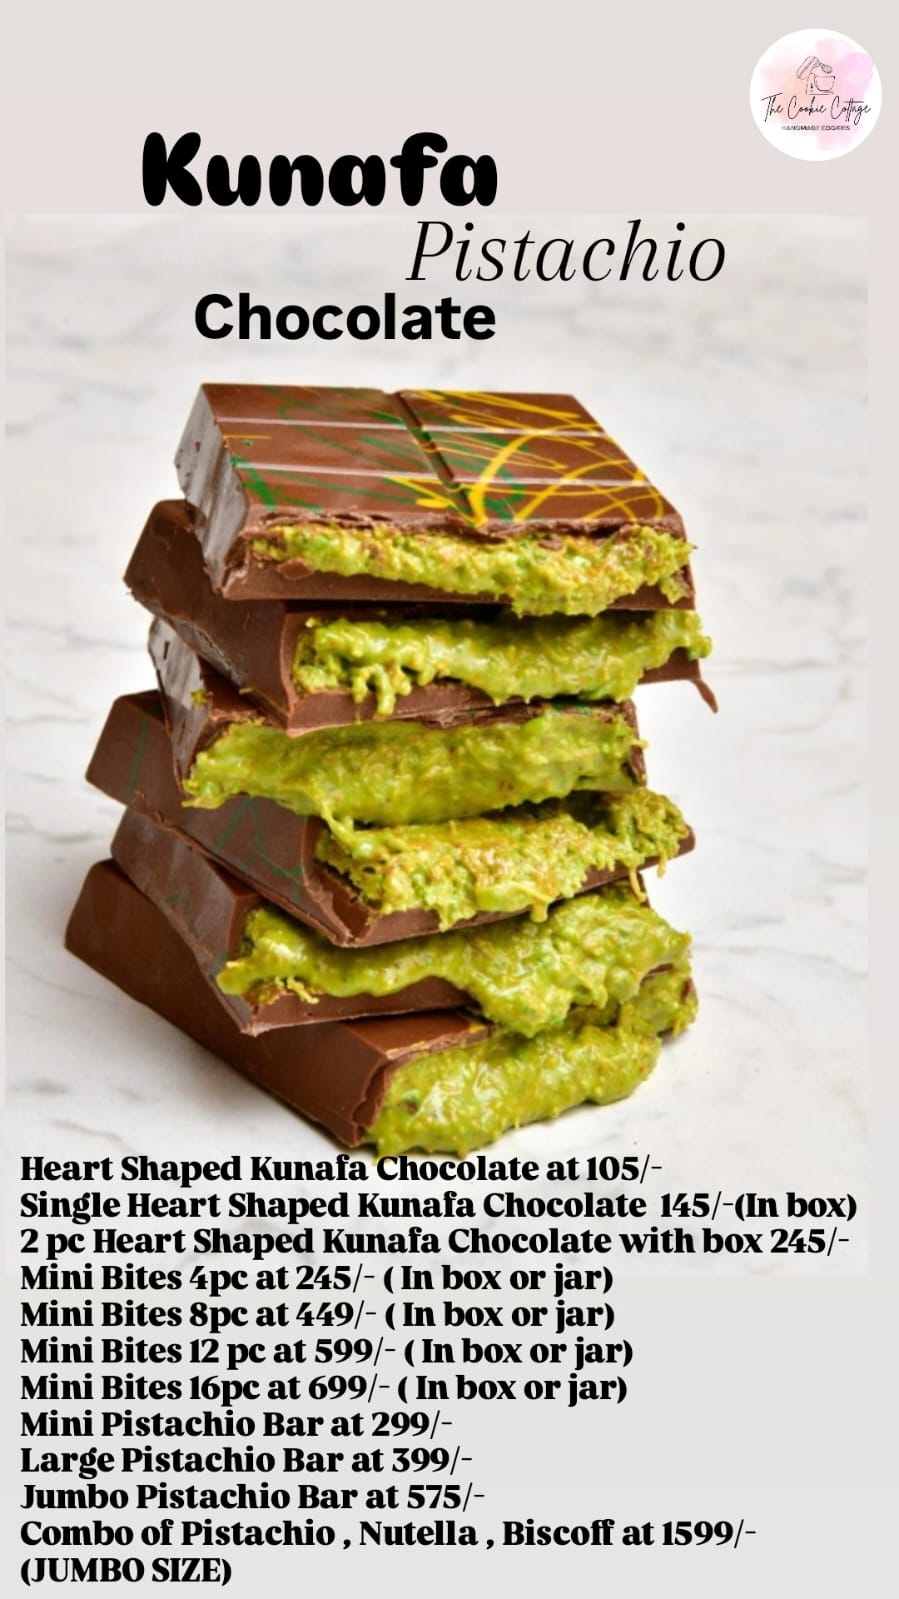 The Cookie Cottage
HANDMADE COOKIES
Kunafa
Pistachio
Chocolate
Heart Shaped Kunafa Chocolate at 105/-
Single Heart Shaped Kunafa Chocolate 145/-(In box)
2 pc Heart Shaped Kunafa Chocolate with box 245/-
Mini Bites 4pc at 245/- ( In box or jar)
Mini Bites 8pc at 449/- ( In box or jar)
Mini Bites 12 pc at 599/- ( In box or jar)
Mini Bites 16pc at 699/- ( In box or jar)
Mini Pistachio Bar at 299/-
Large Pistachio Bar at 399/-
Jumbo Pistachio Bar at 575/-
Combo of Pistachio , Nutella , Biscoff at 1599/-
(JUMBO SIZE)